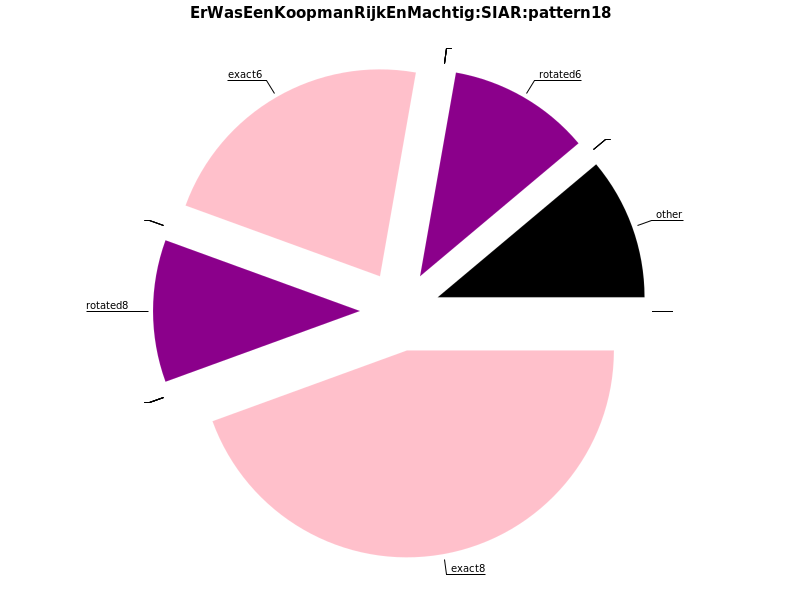 ErWasEenKoopmanRijkEnMachtig:SIAR:pattern18
exact6
rotated6
other
rotated8
exact8